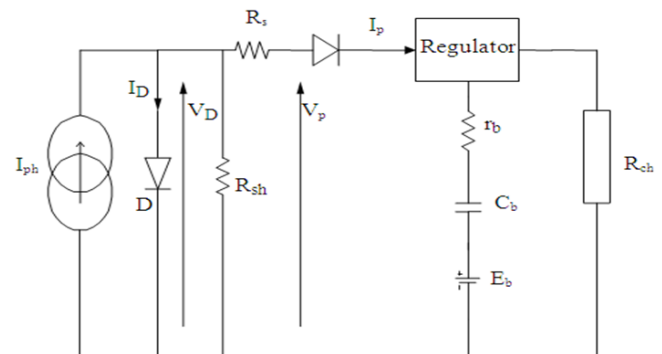 Rs
Ip
Regulator
ID
VD
Vp
rb
Iph
Rsh
Rch
D
Cb
Eb